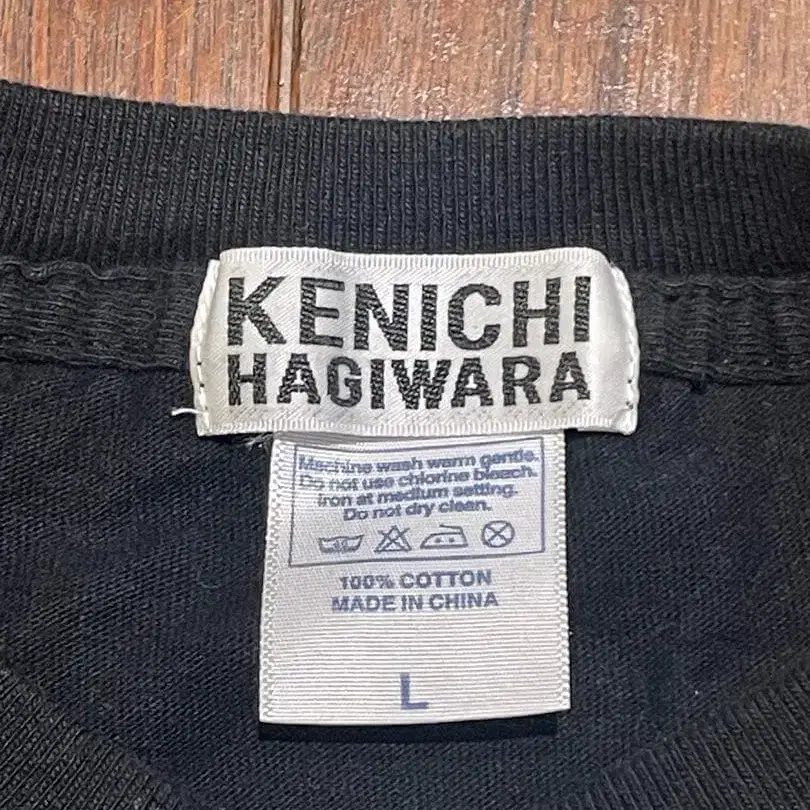 KENICHI
HAGIWARA
Machine wash warm gentle.
Do not use chlorine bleach.
iron at medium setting.
Do not dry clean.
100% COTTON
MADE IN CHINA
L